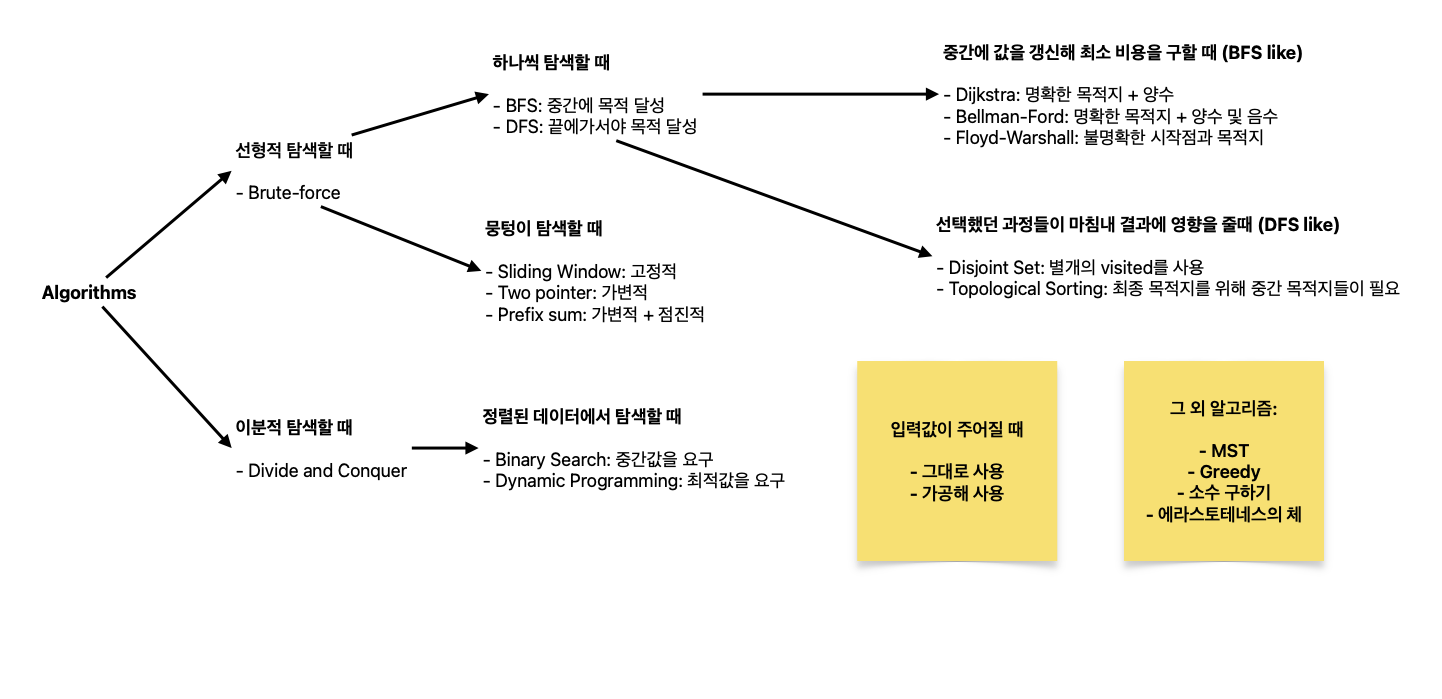 Algorithms
선형적 탐색할 때
- Brute-force
하나씩 탐색할 때
- BFS: 중간에 목적 달성
- DFS: 끝에가서야 목적 달성
중간에 값을 갱신해 최소 비용을 구할 때 (BFS like)
- Dijkstra: 명확한 목적지 + 양수
- Bellman-Ford: 명확한 목적지 + 양수 및 음수
- Floyd-Warshall: 불명확한 시작점과 목적지
선택했던 과정들이 마침내 결과에 영향을 줄때 (DFS like)
- Disjoint Set: 별개의 visited를 사용
- Topological Sorting: 최종 목적지를 위해 중간 목적지들이 필요
뭉텅이 탐색할 때
- Sliding Window: 고정적
- Two pointer: 가변적
- Prefix sum: 가변적 + 점진적
이분적 탐색할 때
- Divide and Conquer
정렬된 데이터에서 탐색할 때
- Binary Search: 중간값을 요구
- Dynamic Programming: 최적값을 요구
입력값이 주어질 때
- 그대로 사용
- 가공해 사용
그 외 알고리즘:
- MST
- Greedy
- 소수 구하기
- 에라스토테네스의 체